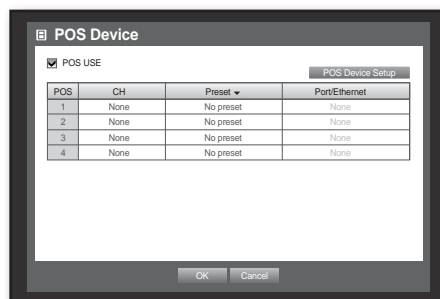 POS Device
POS USE
POS Device Setup
POS CH Preset Port/Ethernet
1 None No preset None
2 None No preset None
3 None No preset None
4 None No preset None
OK Cancel